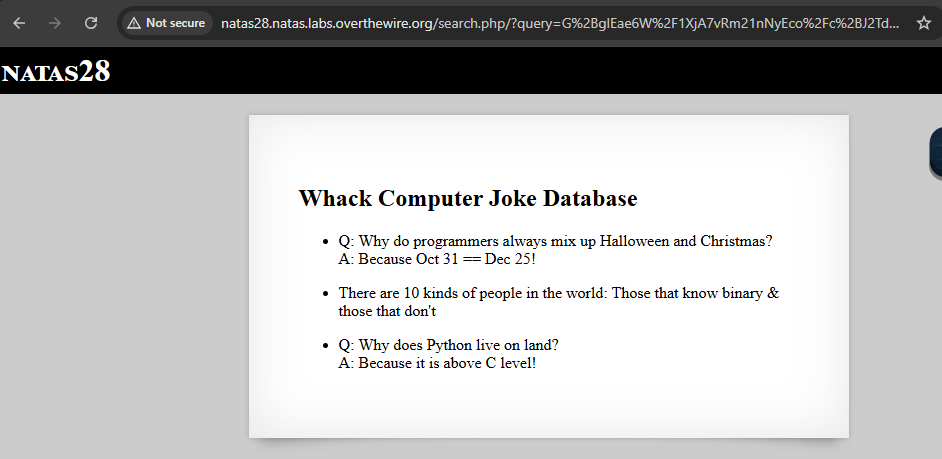 Not secure
natas28.natas.labs.overthewire.org/search.php/?query=G%2BglEae6W%2F1XjA7vRm21nNyEco%2Fc%2BJ2Td...
NATAS28
Whack Computer Joke Database
• Q: Why do programmers always mix up Halloween and Christmas?
A: Because Oct 31 == Dec 25!
• There are 10 kinds of people in the world: Those that know binary &
those that don't
• Q: Why does Python live on land?
A: Because it is above C level!